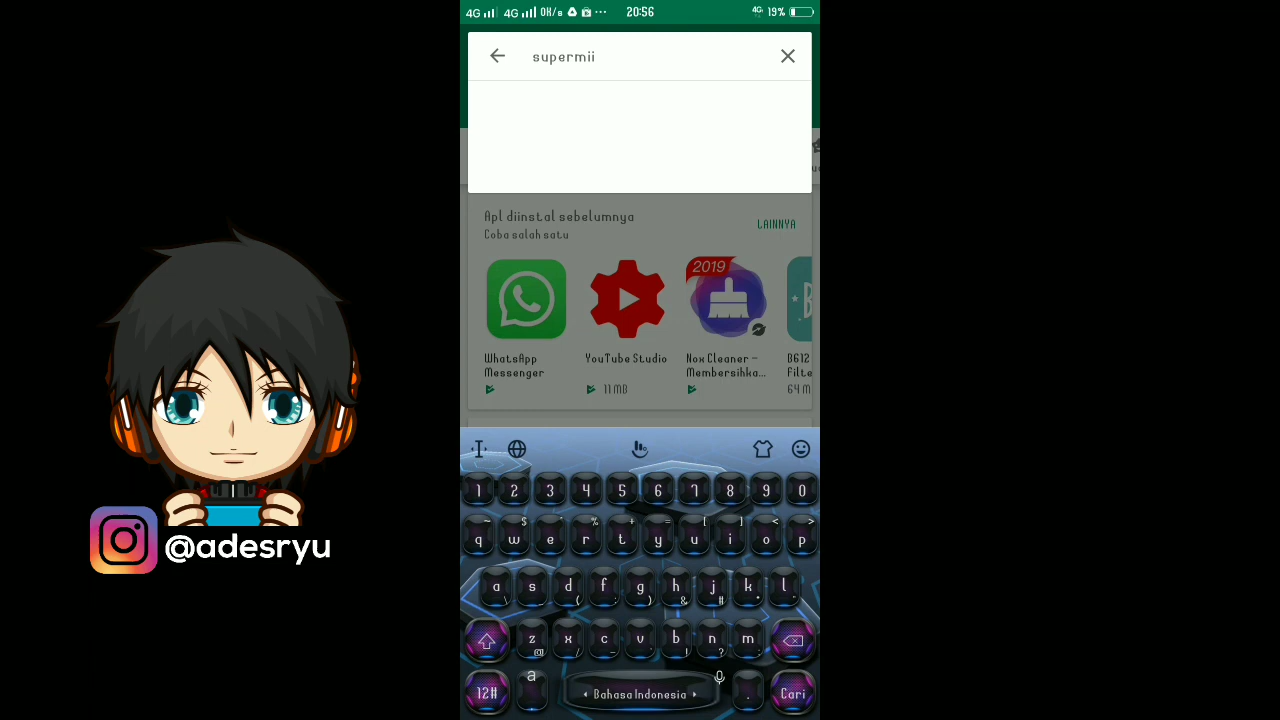 4G 4G 0K/s 20:56 4G 19%
supermii
Apl diinstal sebelumnya
Coba salah satu
LAINNYA
2019
WhatsApp Messenger
YouTube Studio
11 MB
Nox Cleaner –
Membersihka...
B612
Filte
64 M
@adesryu
1 2 3 4 5 6 7 8 9 0
q w e r t y u i o p
a s d f g h j k l
z x c v b n m
12# a , Bahasa Indonesia . Cari